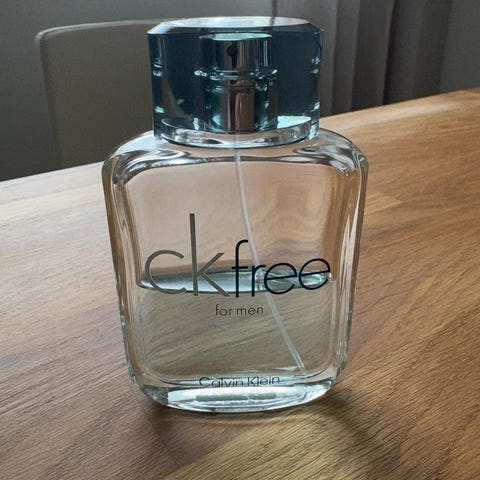 ckfree
for men
Calvin Klein